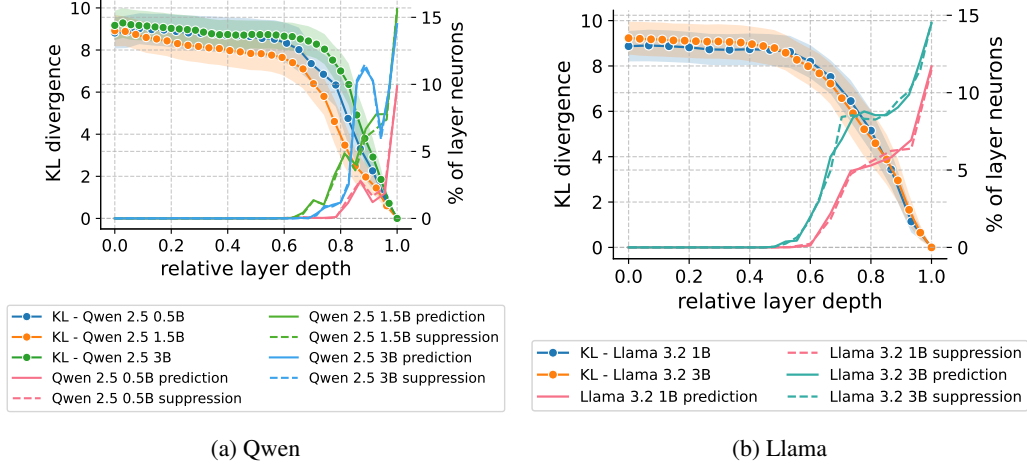 10
8
6
4
2
0
KL divergence
15
10
5
0
% of layer neurons
0.0 0.2 0.4 0.6 0.8 1.0
relative layer depth
KL - Qwen 2.5 0.5B
KL - Qwen 2.5 1.5B
KL - Qwen 2.5 3B
Qwen 2.5 0.5B prediction
Qwen 2.5 0.5B suppression
Qwen 2.5 1.5B prediction
Qwen 2.5 1.5B suppression
Qwen 2.5 3B prediction
Qwen 2.5 3B suppression
(a) Qwen
10
8
6
4
2
0
KL divergence
15
10
5
0
% of layer neurons
0.0 0.2 0.4 0.6 0.8 1.0
relative layer depth
KL - Llama 3.2 1B
KL - Llama 3.2 3B
Llama 3.2 1B prediction
Llama 3.2 1B suppression
Llama 3.2 3B prediction
Llama 3.2 3B suppression
(b) Llama